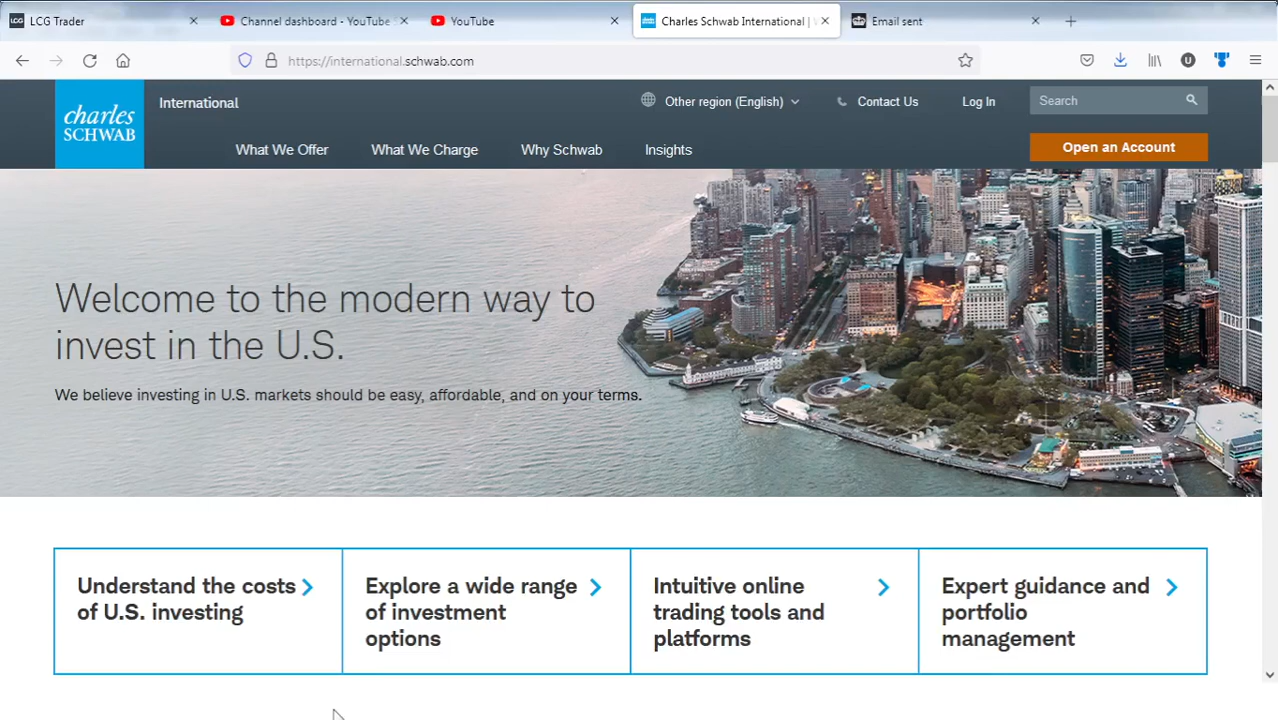 LCG Trader
Channel dashboard - YouTube
YouTube
Charles Schwab International |
Email sent
https://international.schwab.com
charles
SCHWAB
International
Other region (English)
Contact Us
Log In
Search
What We Offer
What We Charge
Why Schwab
Insights
Open an Account
Welcome to the modern way to
invest in the U.S.
We believe investing in U.S. markets should be easy, affordable, and on your terms.
Understand the costs
of U.S. investing
Explore a wide range
of investment
options
Intuitive online
trading tools and
platforms
Expert guidance and
portfolio
management